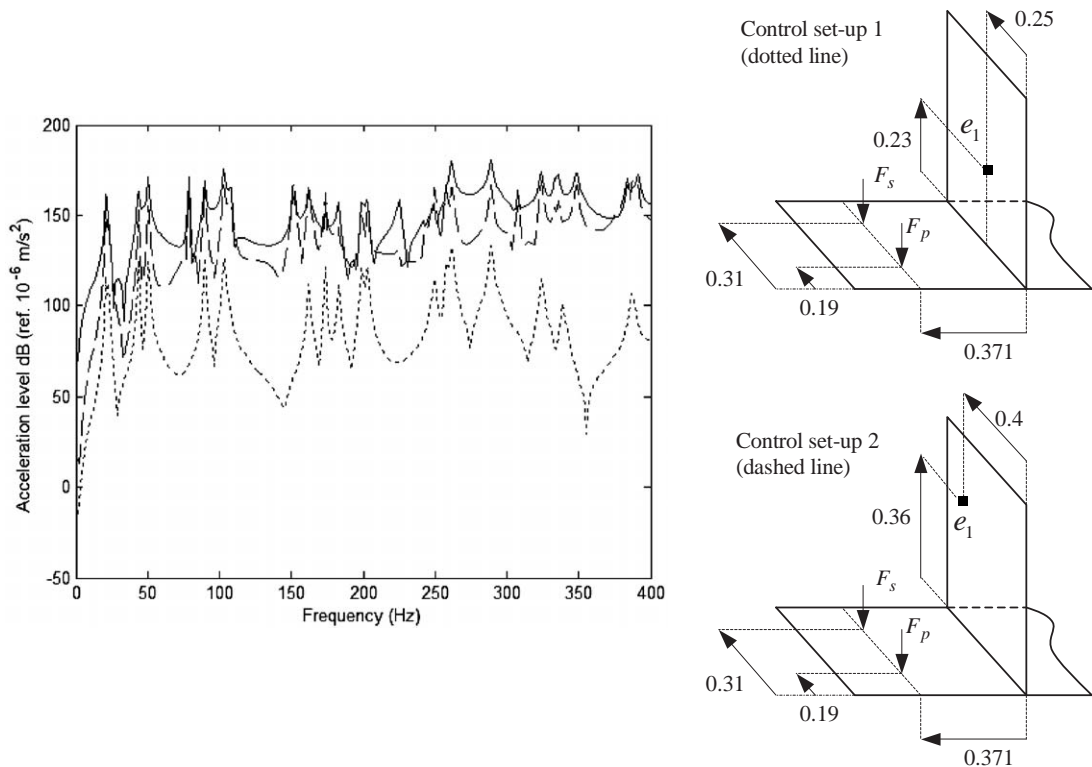 Acceleration level dB (ref. 10-6 m/s2)
200
150
100
50
0
-50
0
50
100
150
200
250
300
350
400
Frequency (Hz)
Control set-up 1
(dotted line)
0.25
0.23
e1
Fs
Fp
0.31
0.19
0.371
Control set-up 2
(dashed line)
0.4
0.36
e1
Fs
Fp
0.31
0.19
0.371